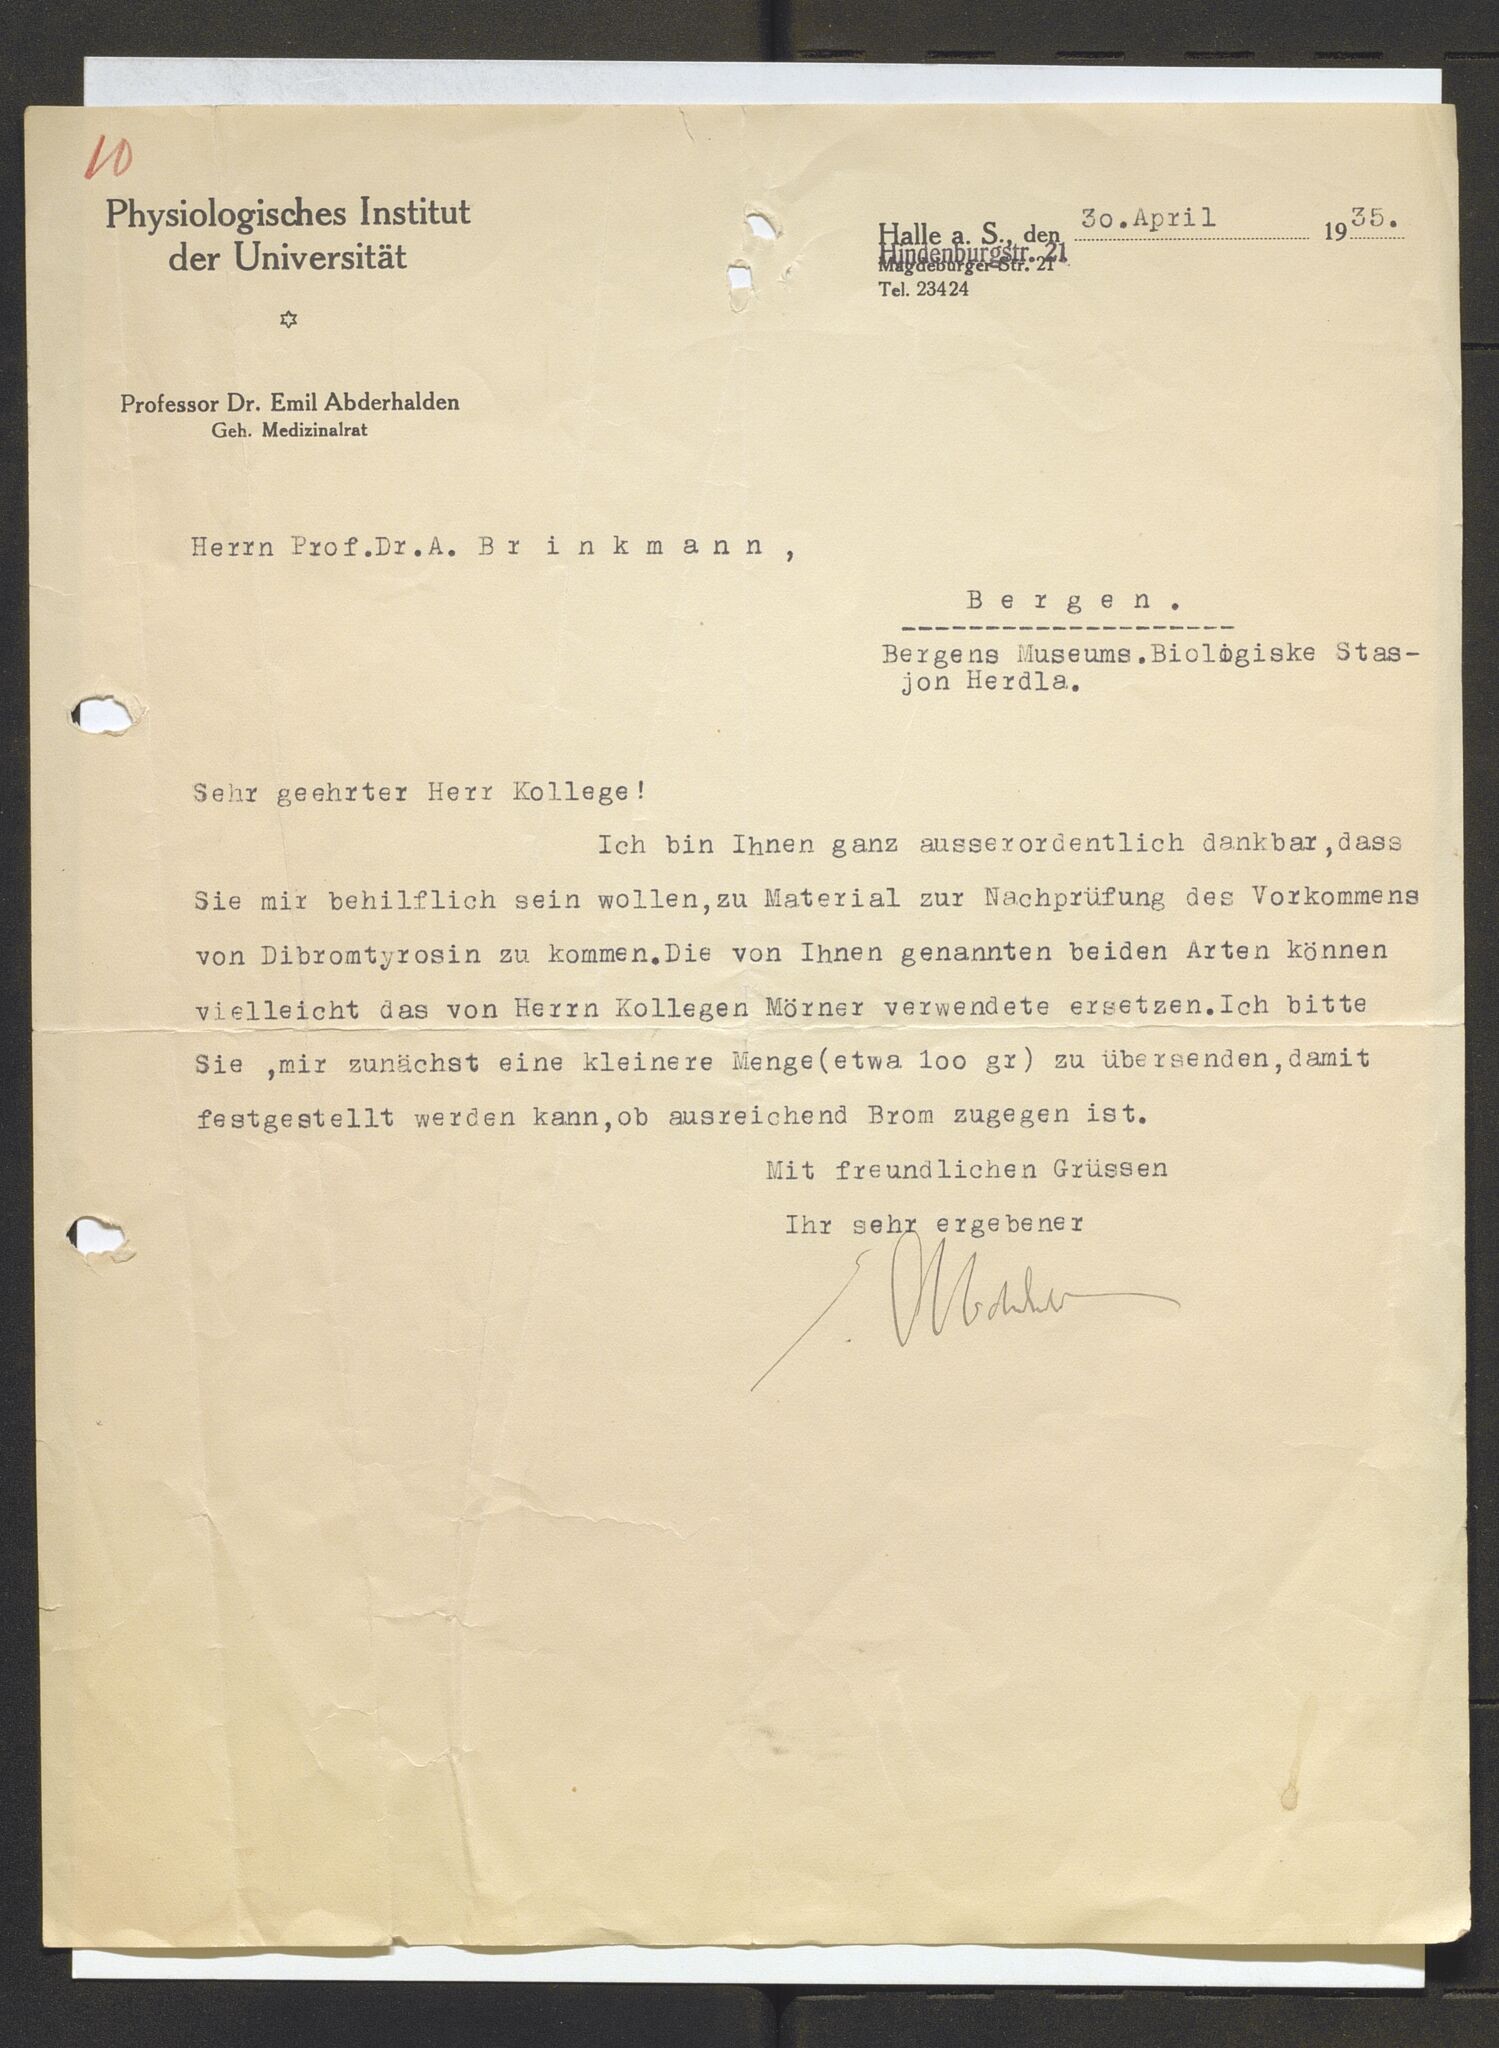 10
Physiologisches Institut
der Universität
Halle a. S., den 3o.April 1935.
Hindenburgstr. 21
Magdeburger Str. 21
Tel. 23424
Professor Dr. Emil Abderhalden
Geh. Medizinalrat
Herrn Prof.Dr.A. B r i n k m a n n ,
B e r g e n .
Bergens Museums.Biologiske Stas-
jon Herdla.
Sehr geehrter Herr Kollege!
Ich bin Ihnen ganz ausserordentlich dankbar,dass
Sie mir behilflich sein wollen,zu Material zur Nachprüfung des Vorkommens
von Dibromtyrosin zu kommen.Die von Ihnen genannten beiden Arten können
vielleicht das von Herrn Kollegen Mörner verwendete ersetzen.Ich bitte
Sie ,mir zunächst eine kleinere Menge(etwa 1oo gr) zu übersenden,damit
festgestellt werden kann,ob ausreichend Brom zugegen ist.
Mit freundlichen Grüssen
Ihr sehr ergebener
E. Abderhalden